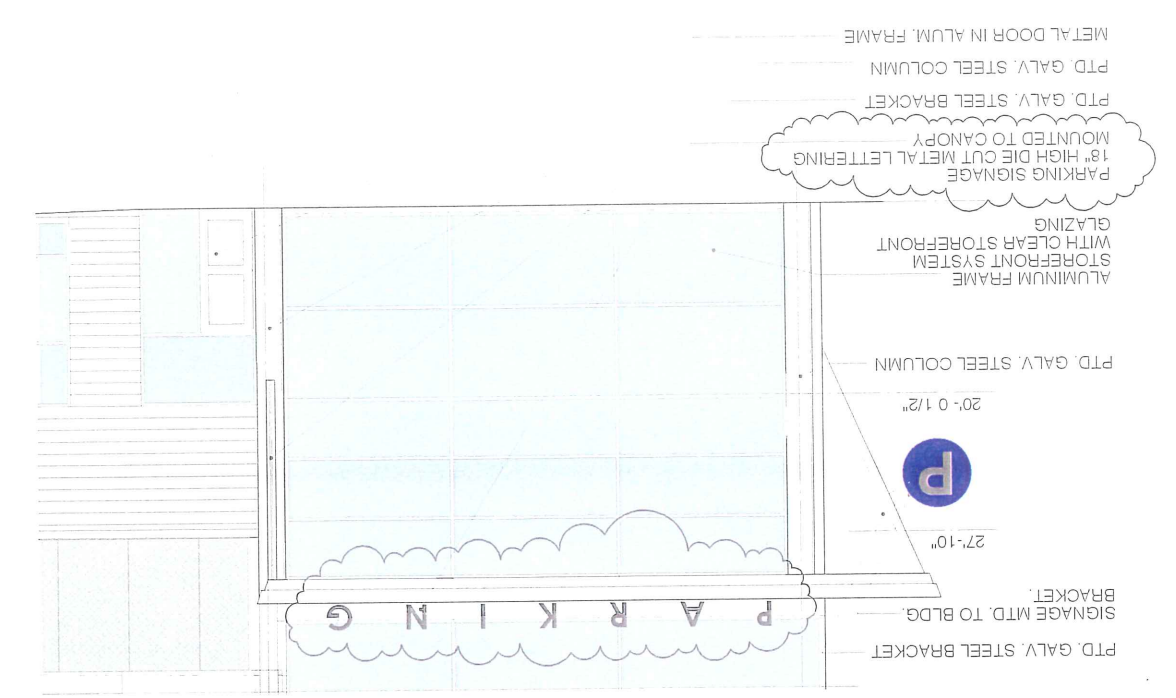 PTD. GALV. STEEL BRACKET
SIGNAGE MTD. TO BLDG.
BRACKET.
PARKING
27'-10"
P
20'- 0 1/2"
PTD. GALV. STEEL COLUMN
ALUMINUM FRAME
STOREFRONT SYSTEM
WITH CLEAR STOREFRONT
GLAZING
PARKING SIGNAGE
18" HIGH DIE CUT METAL LETTERING
MOUNTED TO CANOPY
PTD. GALV. STEEL BRACKET
PTD. GALV. STEEL COLUMN
METAL DOOR IN ALUM. FRAME